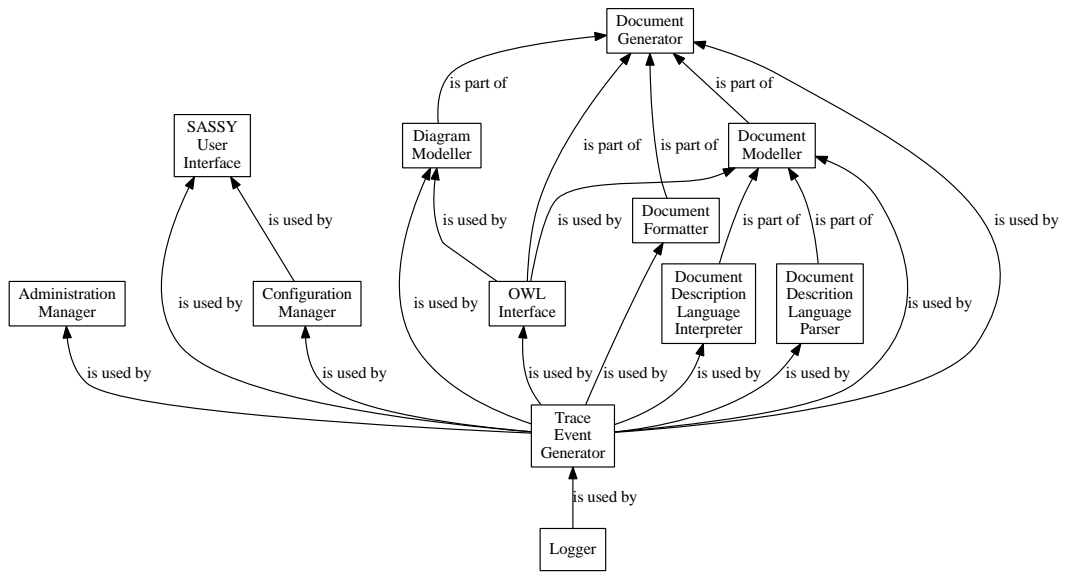 Document
Generator
is part of
is part of
SASSY
User
Interface
Diagram
Modeller
is part of
is part of
Document
Modeller
is used by
is used by
is used by
Document
Formatter
is part of
is part of
is used by
Administration
Manager
is used by
Configuration
Manager
is used by
OWL
Interface
Document
Description
Language
Interpreter
Document
Descrition
Language
Parser
is used by
is used by
is used by
is used by
is used by
is used by
is used by
Trace
Event
Generator
is used by
Logger